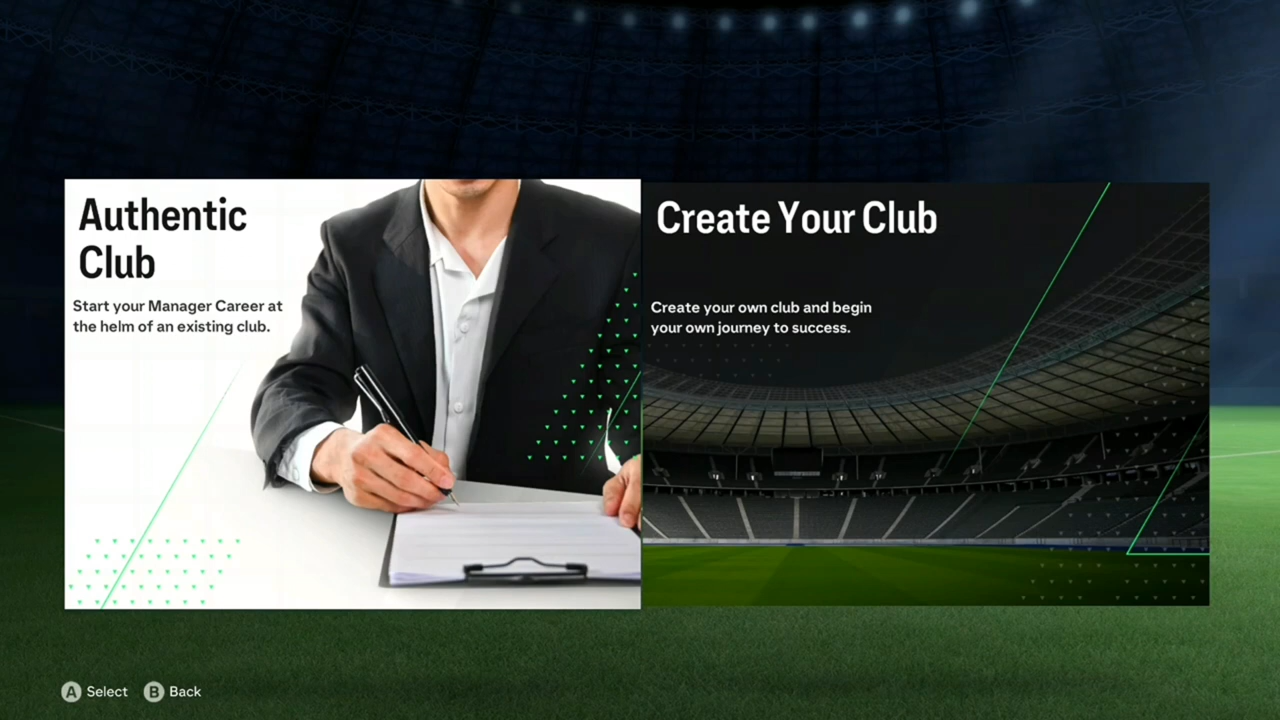 Authentic
Club
Start your Manager Career at
the helm of an existing club.
Create Your Club
Create your own club and begin
your own journey to success.
A Select B Back